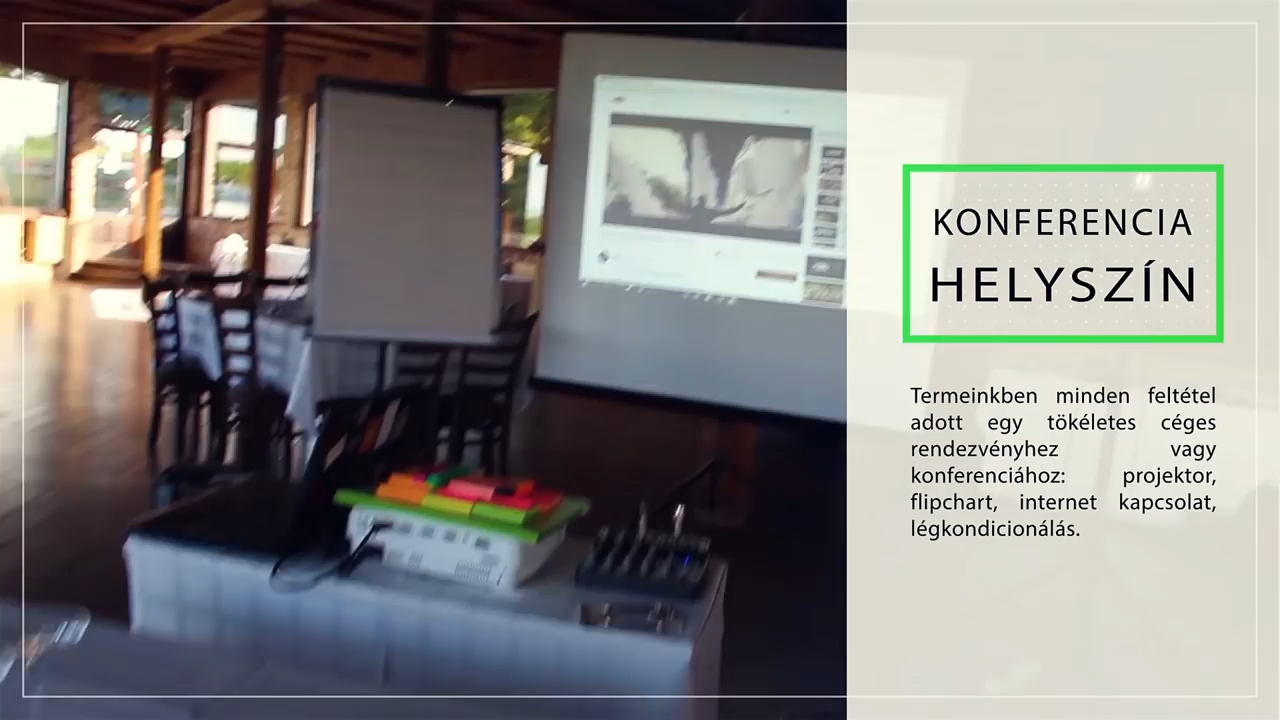 KONFERENCIA
HELYSZÍN
Termeinkben minden feltétel
adott egy tökéletes céges
rendezvényhez vagy
konferenciához: projektor,
flipchart, internet kapcsolat,
légkondicionálás.